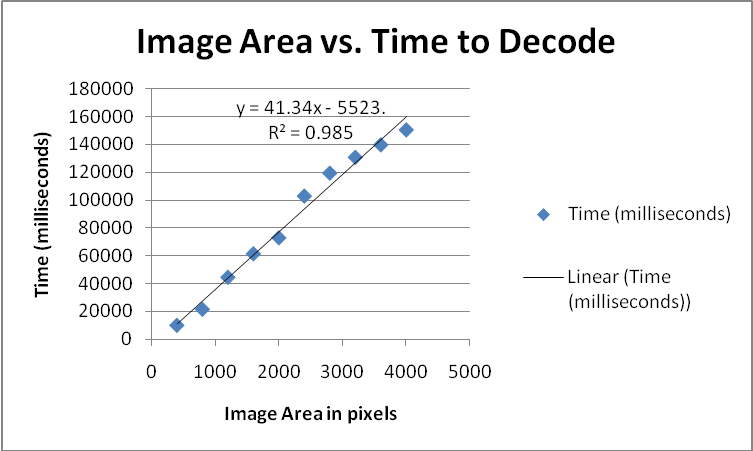 Image Area vs. Time to Decode
180000
160000
140000
120000
100000
80000
60000
40000
20000
0
Time (milliseconds)
y = 41.34x - 5523.
R² = 0.985
0 1000 2000 3000 4000 5000
Image Area in pixels
Time (milliseconds)
Linear (Time
(milliseconds))